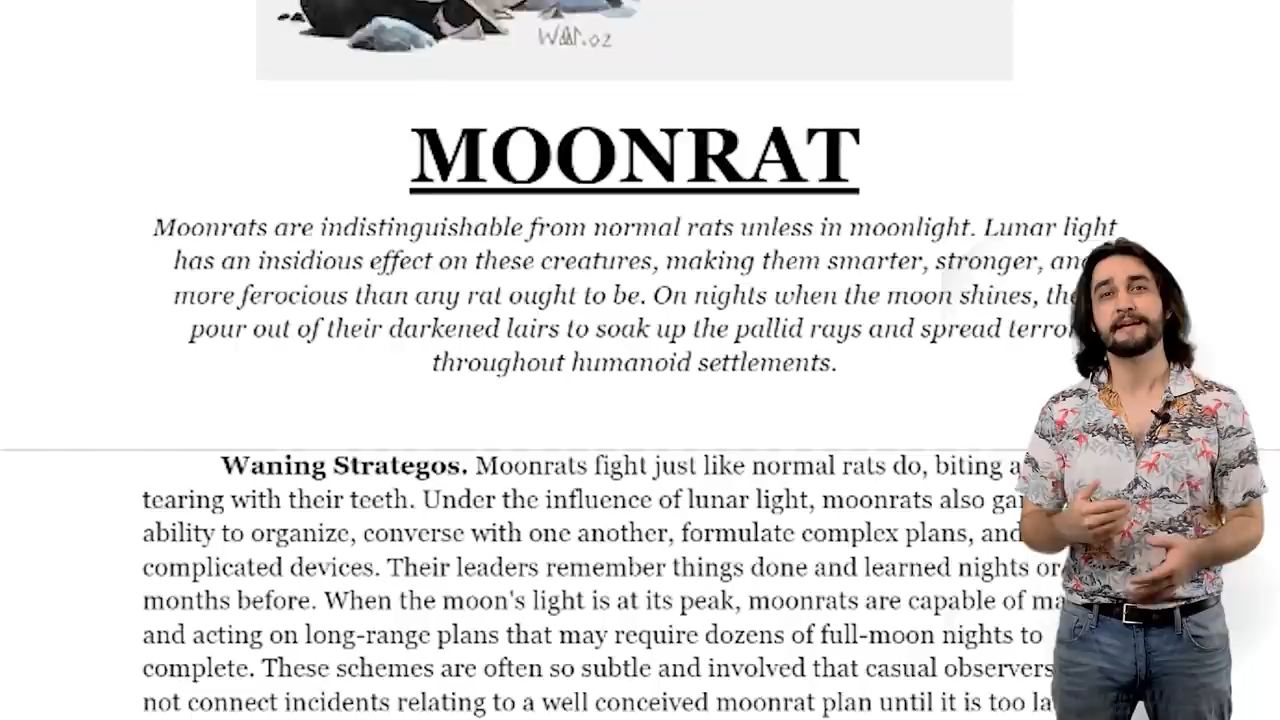 MOONRAT
Moonrats are indistinguishable from normal rats unless in moonlight. Lunar light
has an insidious effect on these creatures, making them smarter, stronger, and
more ferocious than any rat ought to be. On nights when the moon shines,
pour out of their darkened lairs to soak up the pallid rays and spread terror
throughout humanoid settlements.
Waning Strategos. Moonrats fight just like normal rats do, biting
tearing with their teeth. Under the influence of lunar light, moonrats also
ability to organize, converse with one another, formulate complex plans, and
complicated devices. Their leaders remember things done and learned nights or
months before. When the moon's light is at its peak, moonrats are capable of
and acting on long-range plans that may require dozens of full-moon nights to
complete. These schemes are often so subtle and involved that casual observers
not connect incidents relating to a well conceived moonrat plan until it is too